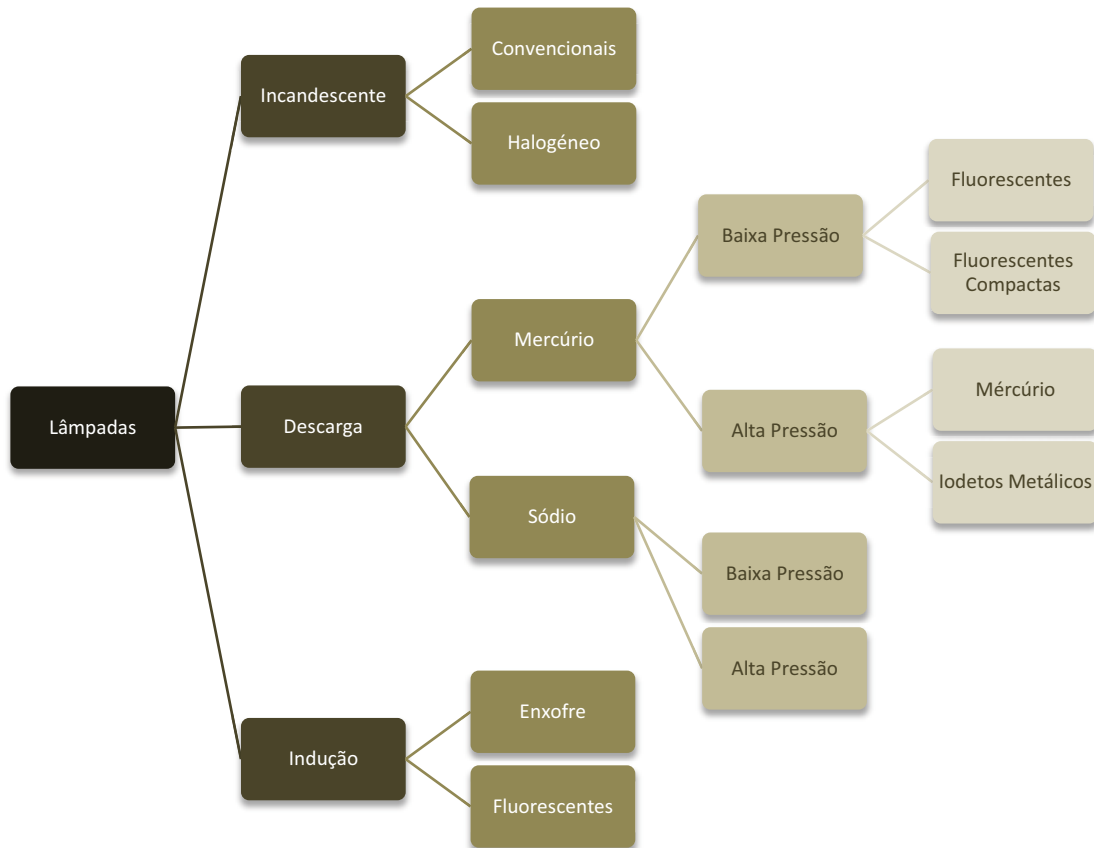 Lâmpadas
Incandescente
Convencionais
Halogéneo
Descarga
Mercúrio
Baixa Pressão
Fluorescentes
Fluorescentes
Compactas
Alta Pressão
Mércúrio
Iodetos Metálicos
Sódio
Baixa Pressão
Alta Pressão
Indução
Enxofre
Fluorescentes